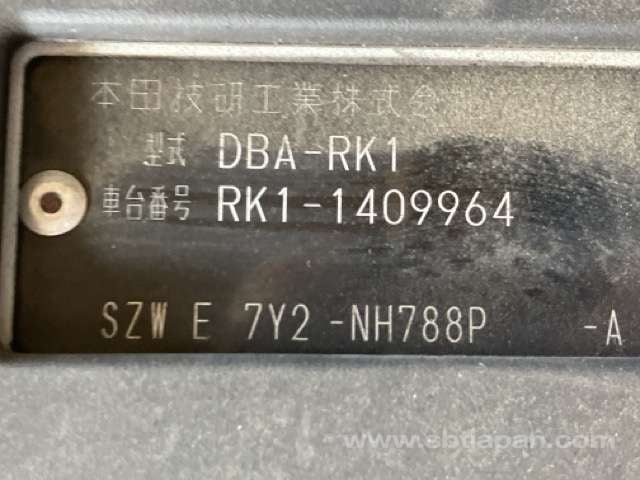 本田技研工業株式会
型式 DBA-RK1
車台番号 RK1-1409964
SZW E 7Y2 -NH788P -A
www.sbtjapan.com